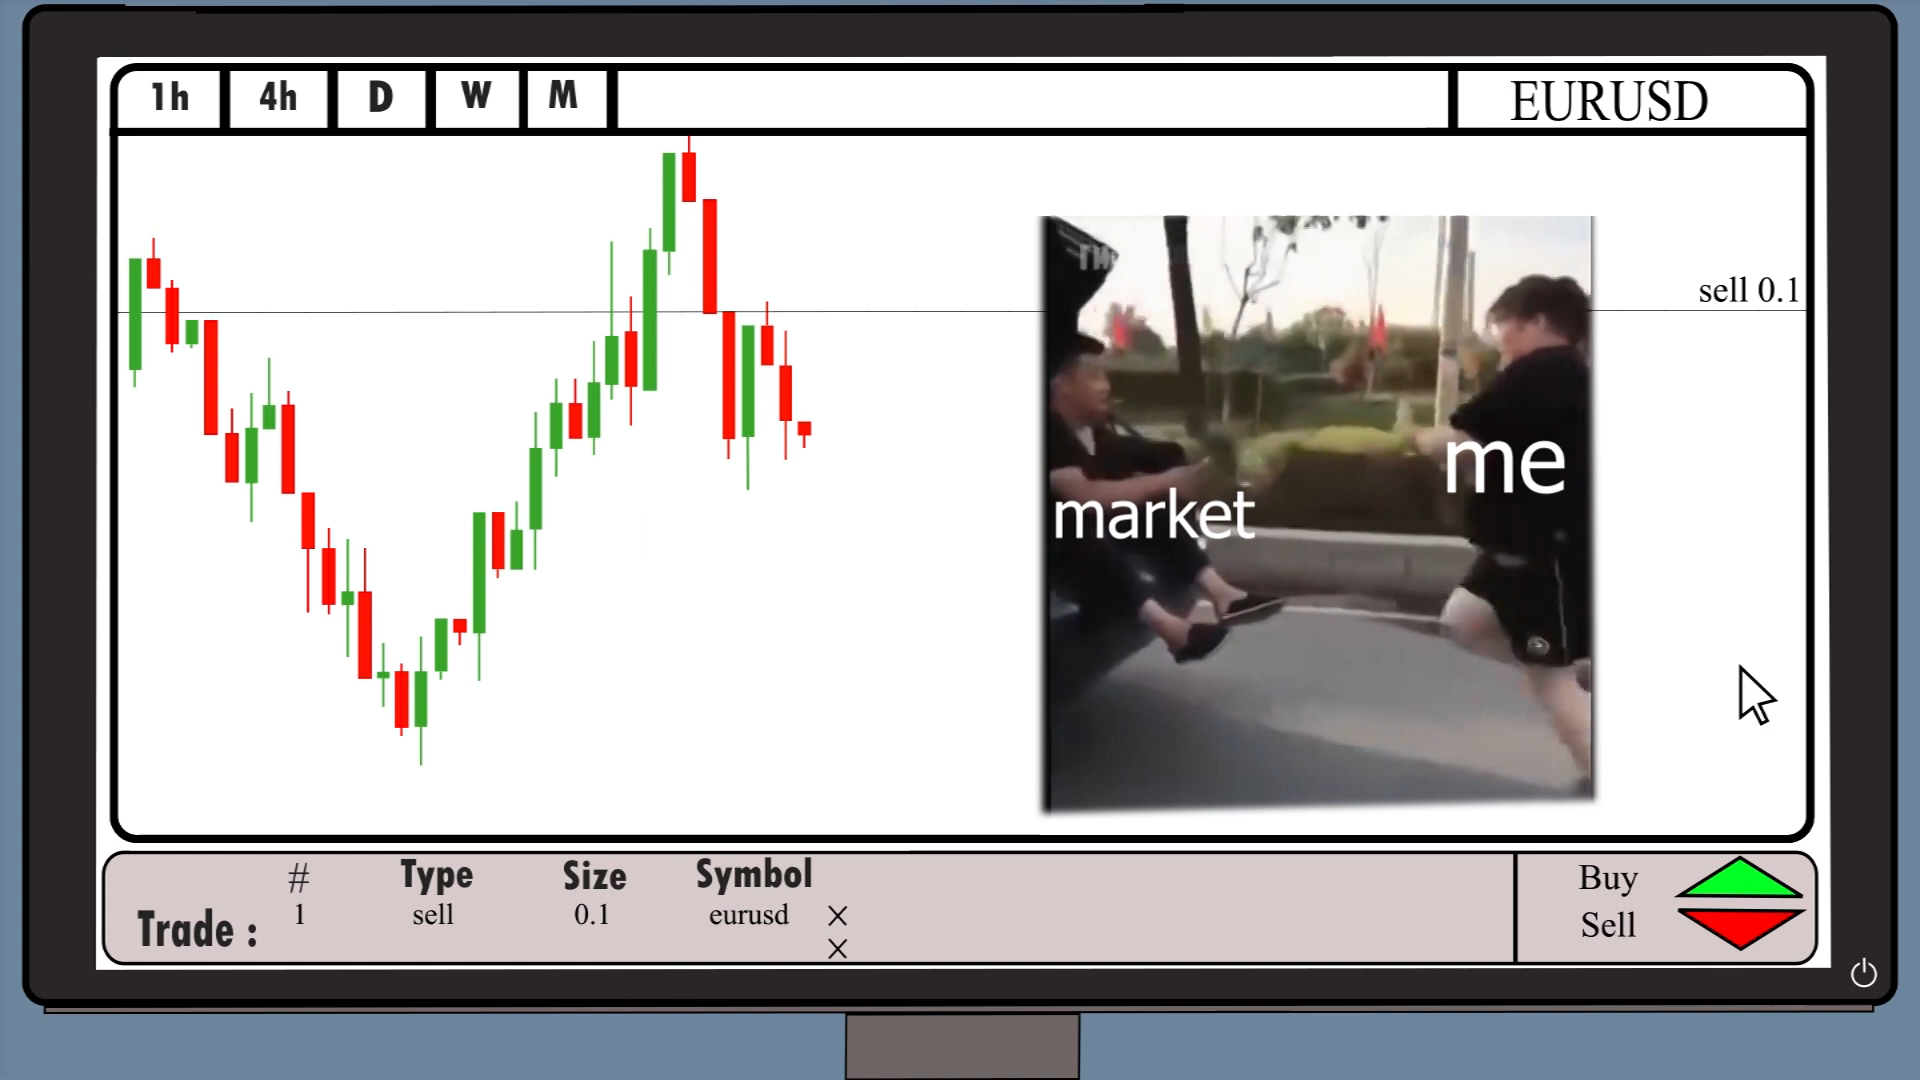 1h 4h D W M EURUSD
sell 0.1
me
market
# Type Size Symbol
Trade : 1 sell 0.1 eurusd
Buy
Sell